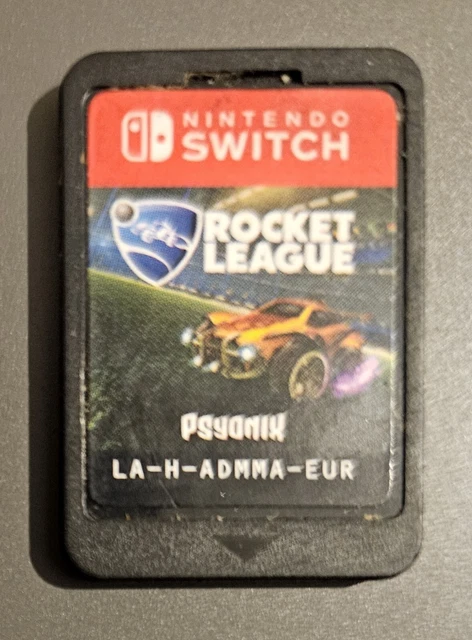 NINTENDO
SWITCH
ROCKET
LEAGUE
PSYONIX
LA-H-ADMMA-EUR